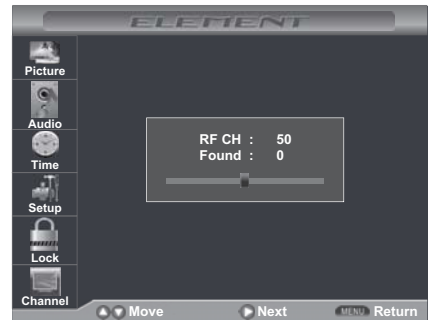 ELEMENT
Picture
Audio
Time
Setup
Lock
Channel
RF CH : 50
Found : 0
Move Next MENU Return